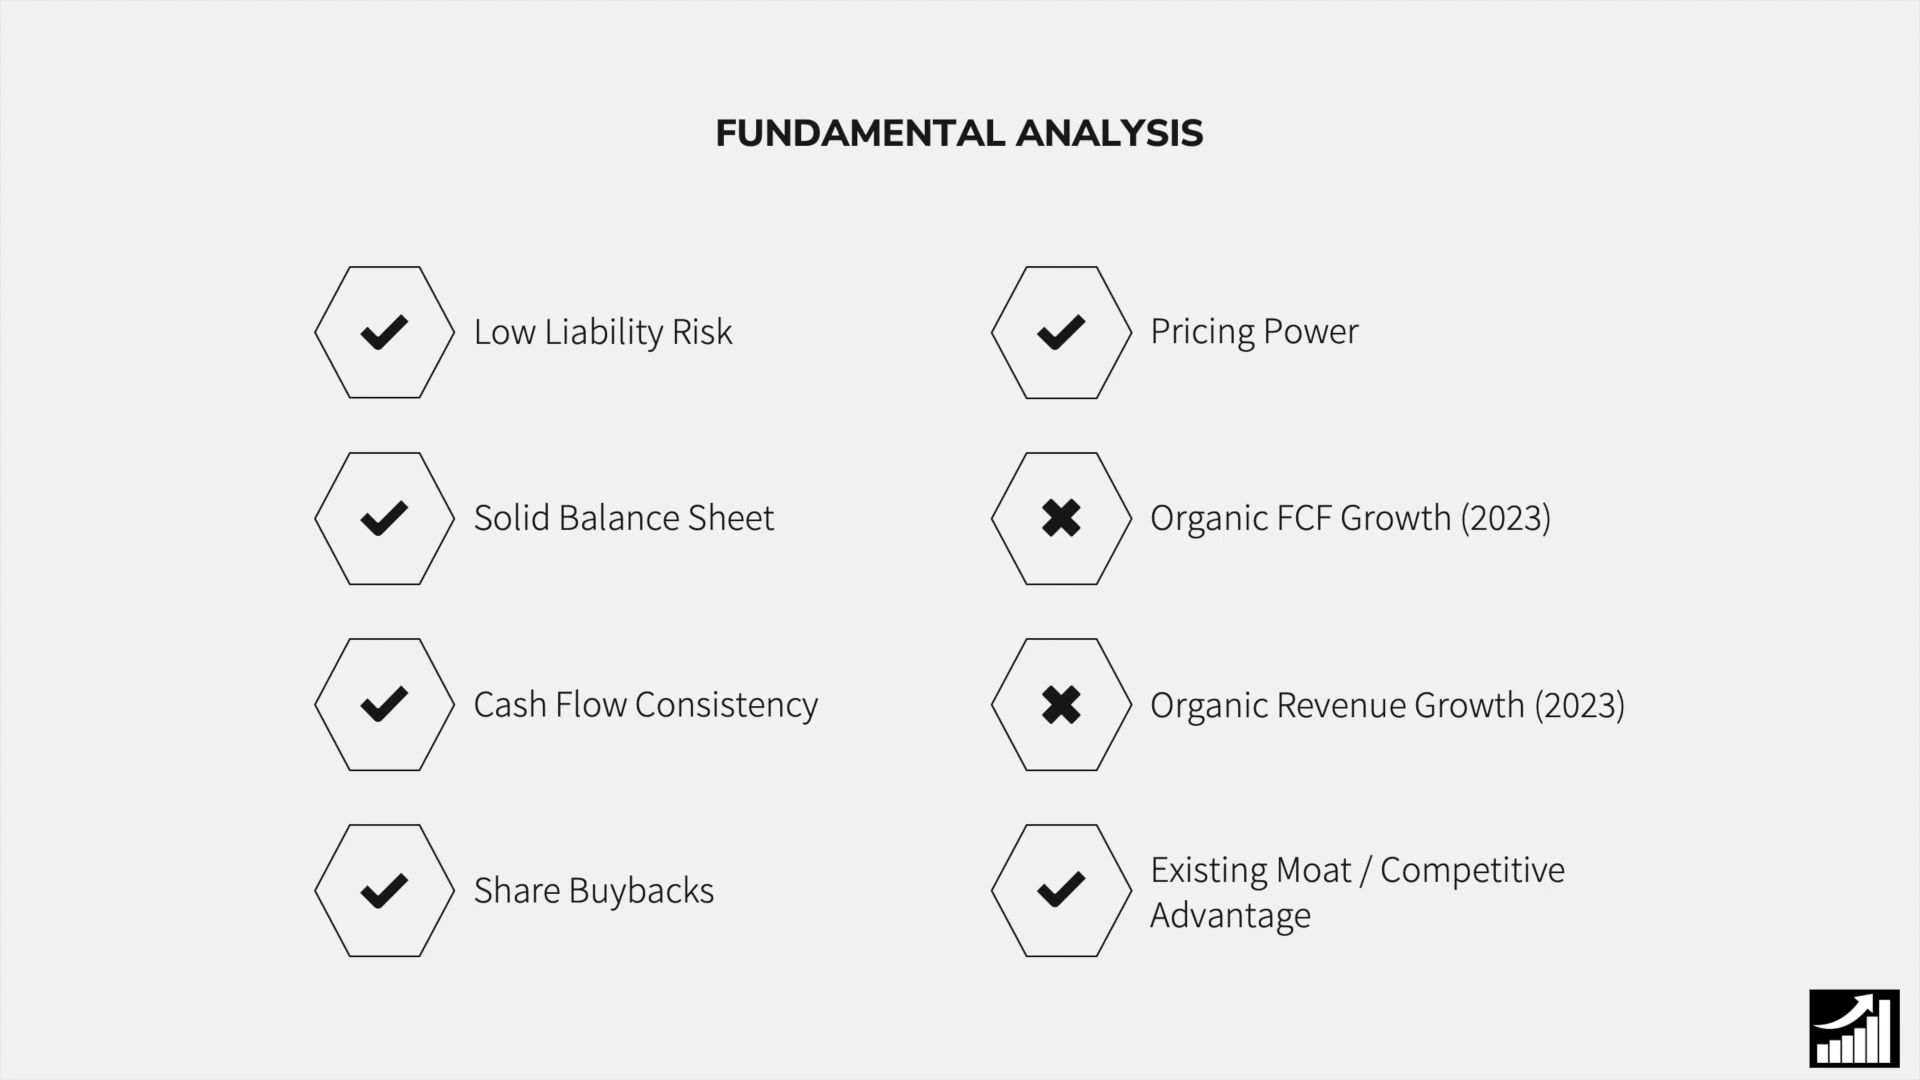 FUNDAMENTAL ANALYSIS
Low Liability Risk
Solid Balance Sheet
Cash Flow Consistency
Share Buybacks
Pricing Power
Organic FCF Growth (2023)
Organic Revenue Growth (2023)
Existing Moat / Competitive
Advantage